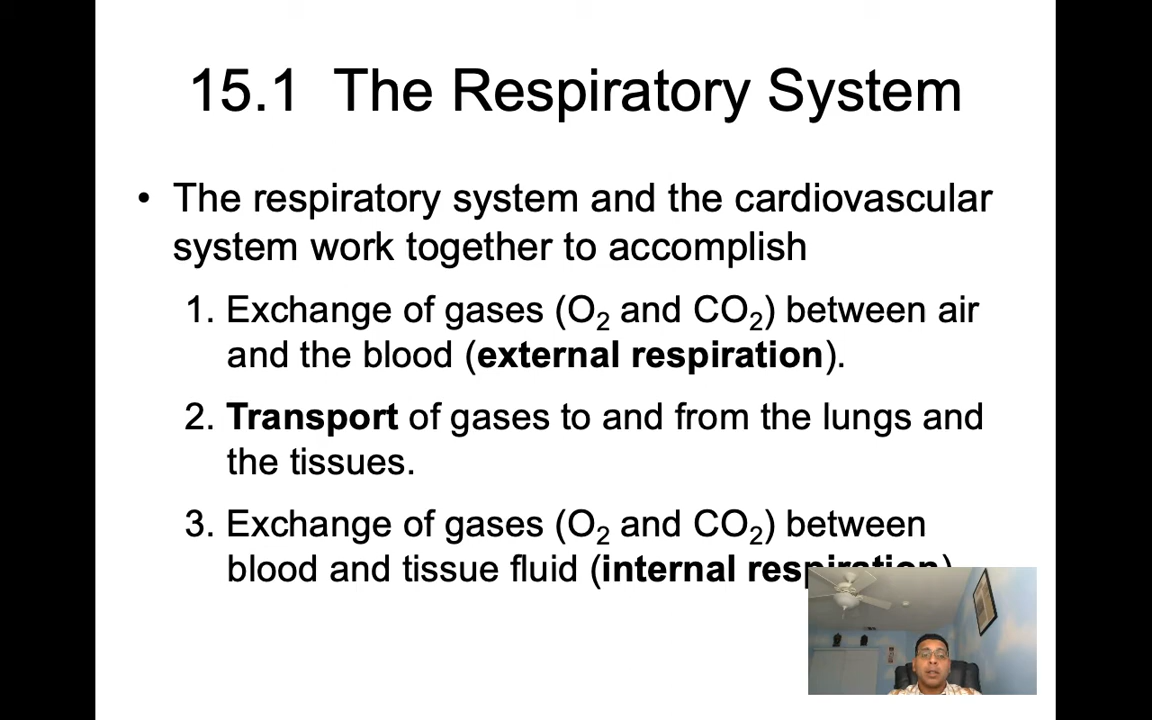 15.1 The Respiratory System
• The respiratory system and the cardiovascular
system work together to accomplish
1. Exchange of gases (O₂ and CO₂) between air
and the blood (external respiration).
2. Transport of gases to and from the lungs and
the tissues.
3. Exchange of gases (O₂ and CO₂) between
blood and tissue fluid (internal respiration)